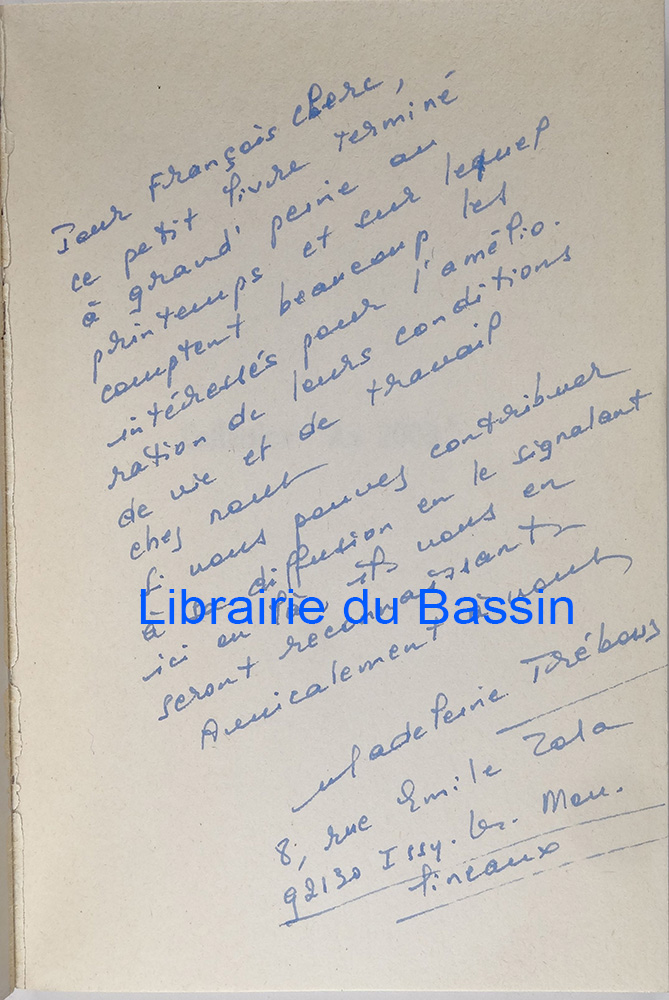 Pour François Clerc,
ce petit livre terminé
à grand' peine au
printemps et sur lequel
comptent beaucoup les
intéressés pour l'amélio.
ration de leurs conditions
de vie et de travail
chez nous
Si vous pouvez contribuer
à sa diffusion en le signalant
ici ou là, ils vous en
seront reconnaissants
Amicalement à vous
Madeleine Trébous
8, rue Emile Zola
92130 Issy. les. Mou.
lineaux
Librairie du Bassin